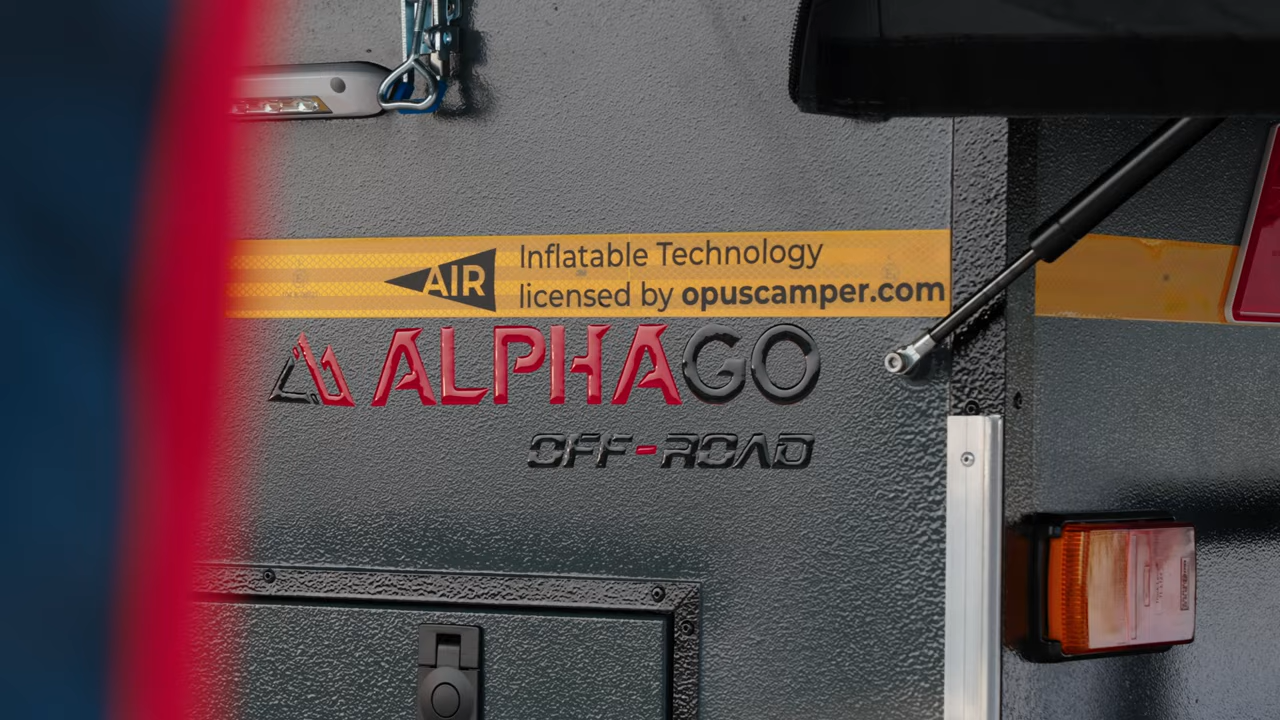 AIR
Inflatable Technology
licensed by opuscamper.com
ALPHAGO
OFF-ROAD